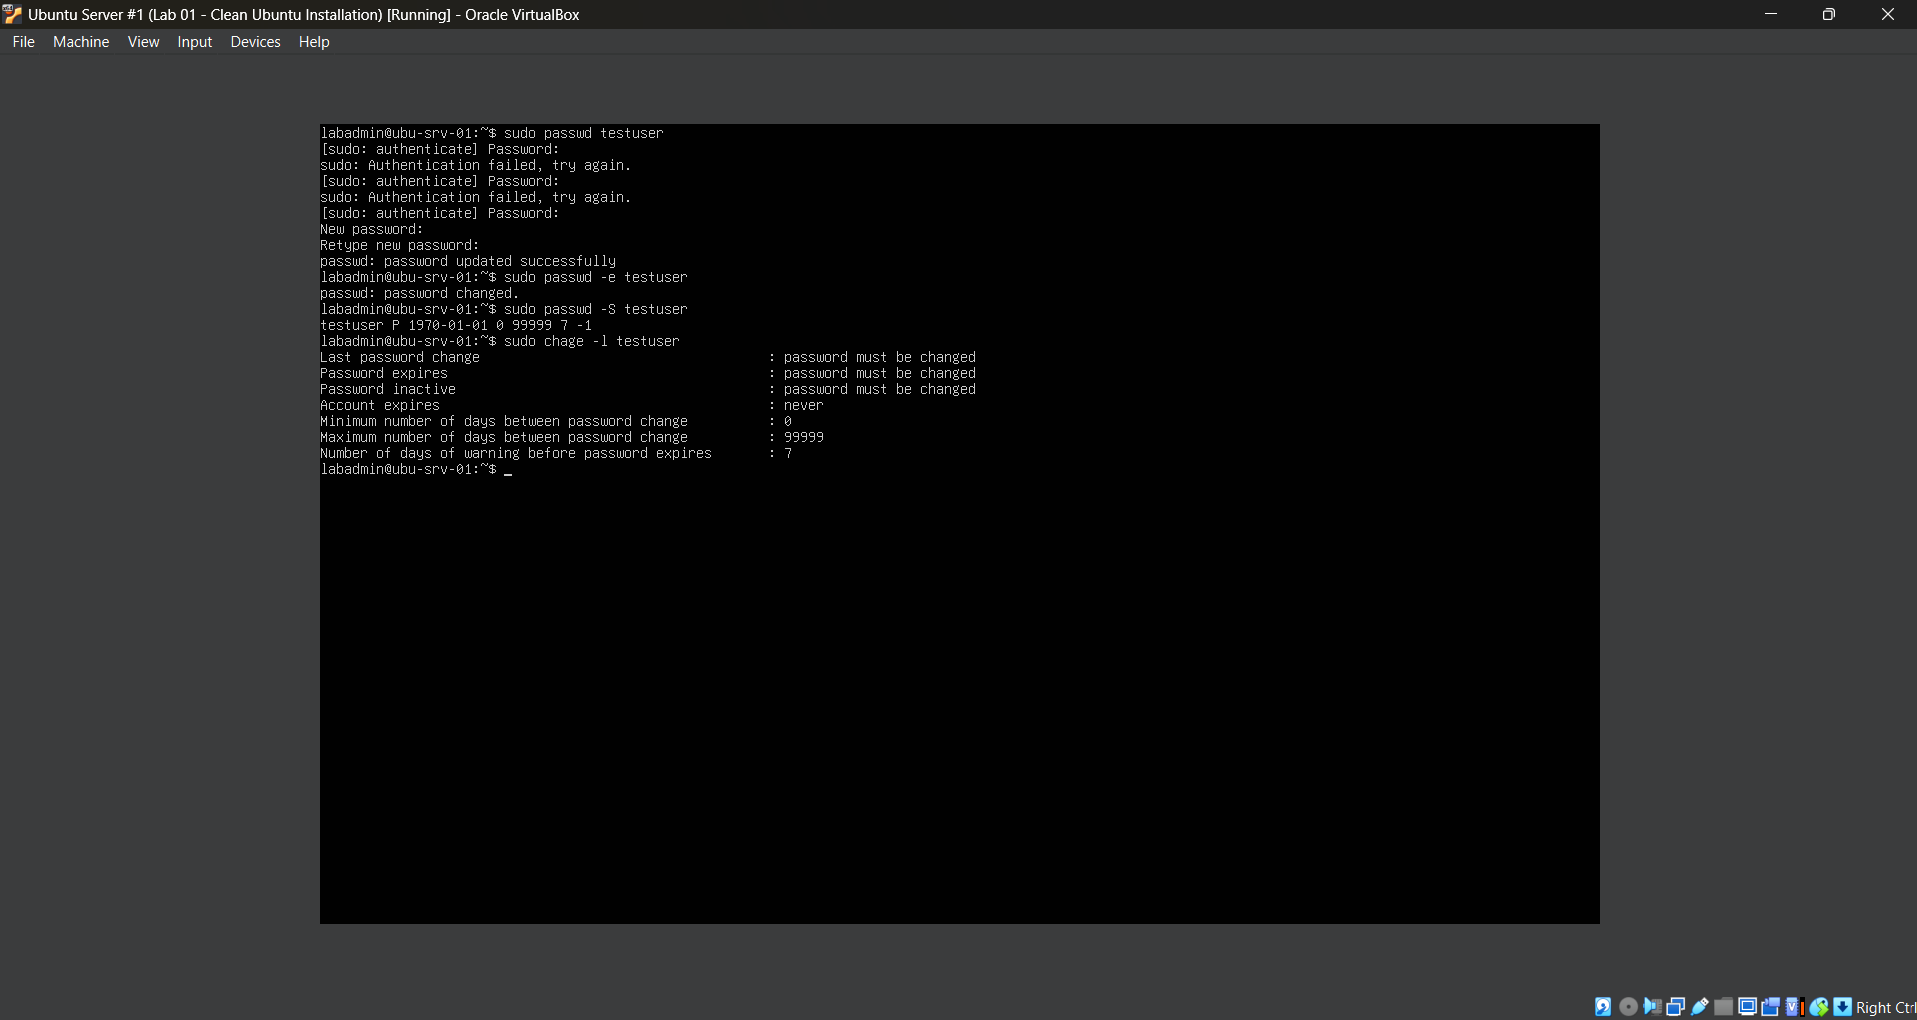 Ubuntu Server #1 (Lab 01 - Clean Ubuntu Installation) [Running] - Oracle VirtualBox
File Machine View Input Devices Help
labadmin@ubu-srv-01:~$ sudo passwd testuser
[sudo: authenticate] Password:
sudo: Authentication failed, try again.
[sudo: authenticate] Password:
sudo: Authentication failed, try again.
[sudo: authenticate] Password:
New password:
Retype new password:
passwd: password updated successfully
labadmin@ubu-srv-01:~$ sudo passwd -e testuser
passwd: password changed.
labadmin@ubu-srv-01:~$ sudo passwd -S testuser
testuser P 1970-01-01 0 99999 7 -1
labadmin@ubu-srv-01:~$ sudo chage -l testuser
Last password change : password must be changed
Password expires : password must be changed
Password inactive : password must be changed
Account expires : never
Minimum number of days between password change : 0
Maximum number of days between password change : 99999
Number of days of warning before password expires : 7
labadmin@ubu-srv-01:~$ _
Right Ctrl